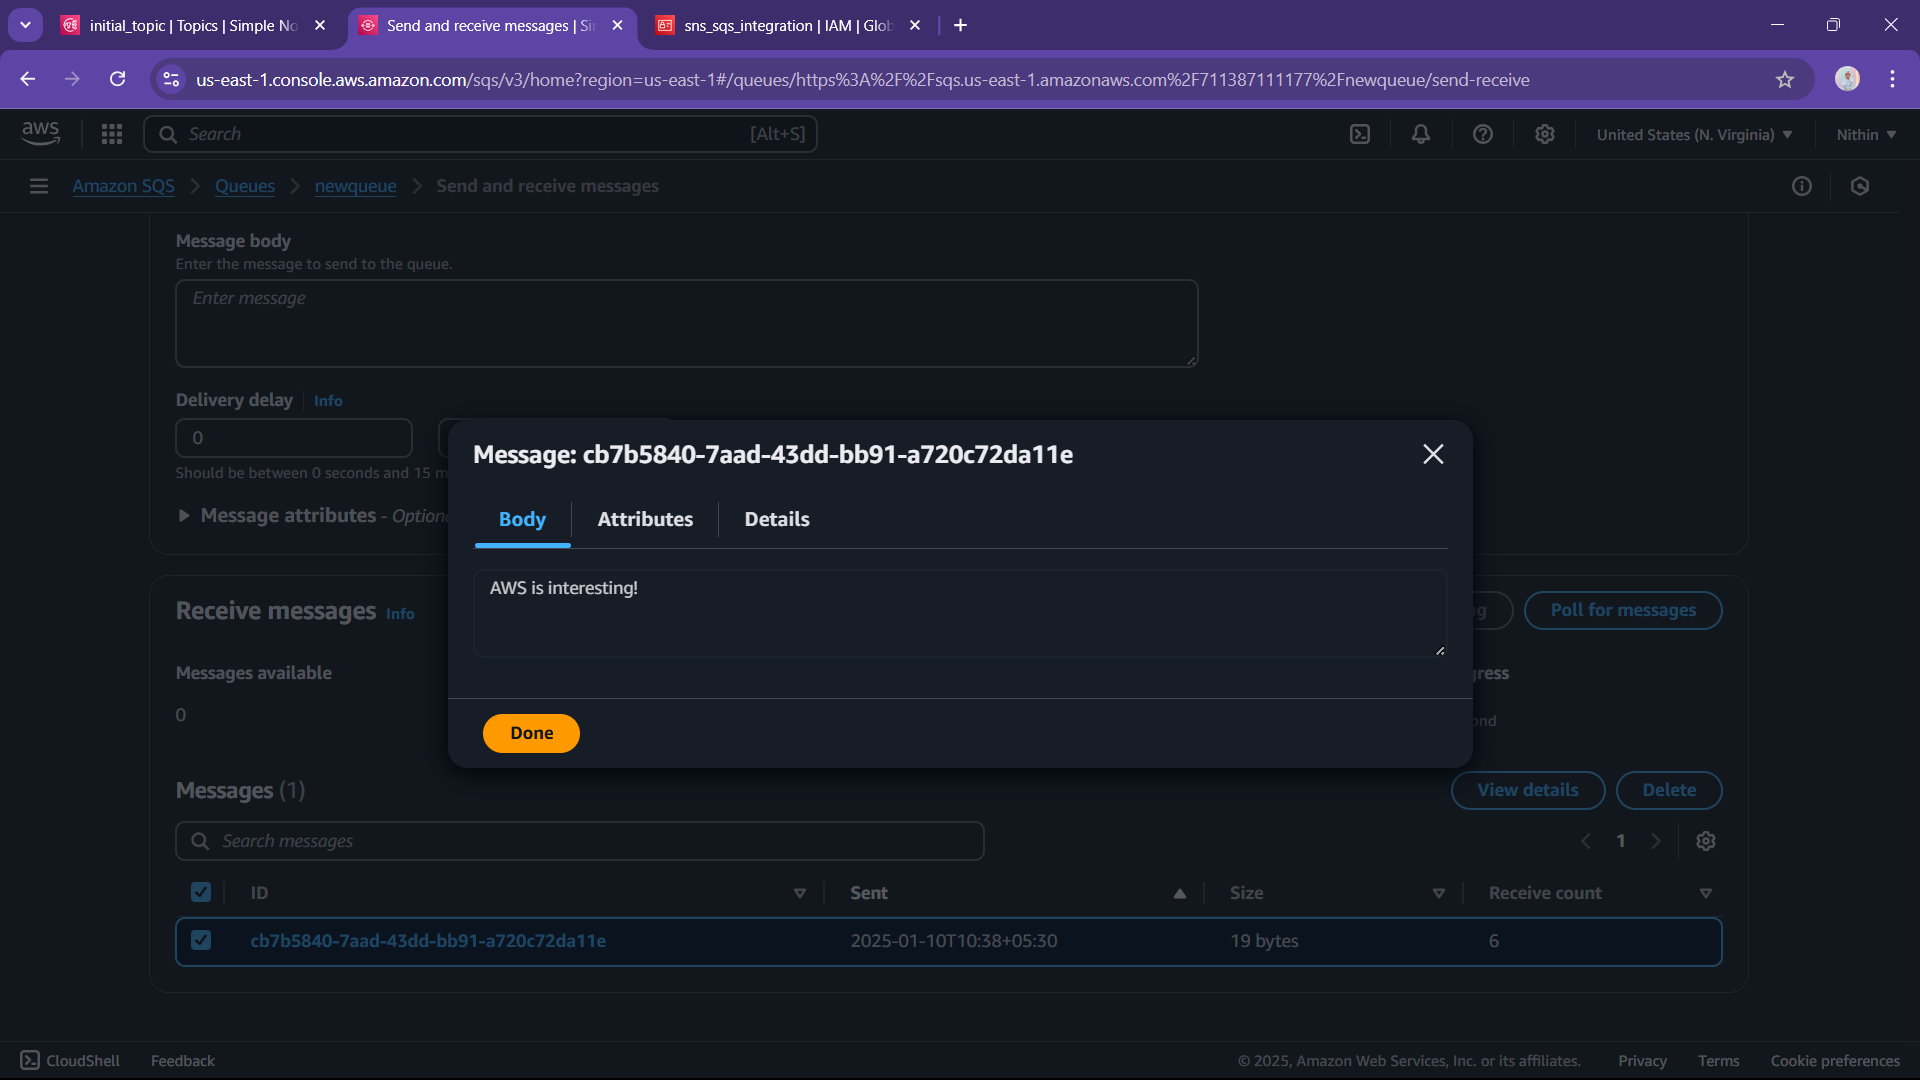 initial_topic | Topics | Simple No
Send and receive messages | Si
sns_sqs_integration | IAM | Glob
us-east-1.console.aws.amazon.com/sqs/v3/home?region=us-east-1#/queues/https%3A%2F%2Fsqs.us-east-1.amazonaws.com%2F711387111177%2Fnewqueue/send-receive
aws
Search [Alt+S]
United States (N. Virginia)
Nithin
Amazon SQS
Queues
newqueue
Send and receive messages
Message body
Enter the message to send to the queue.
Enter message
Delivery delay Info
0
Should be between 0 seconds and 15 m
Message attributes - Optiona
Message: cb7b5840-7aad-43dd-bb91-a720c72da11e
Body Attributes Details
AWS is interesting!
Done
Receive messages Info
g
Poll for messages
Messages available
gress
0
ond
Messages (1)
View details
Delete
Search messages
1
ID Sent Size Receive count
cb7b5840-7aad-43dd-bb91-a720c72da11e 2025-01-10T10:38+05:30 19 bytes 6
CloudShell Feedback © 2025, Amazon Web Services, Inc. or its affiliates. Privacy Terms Cookie preferences